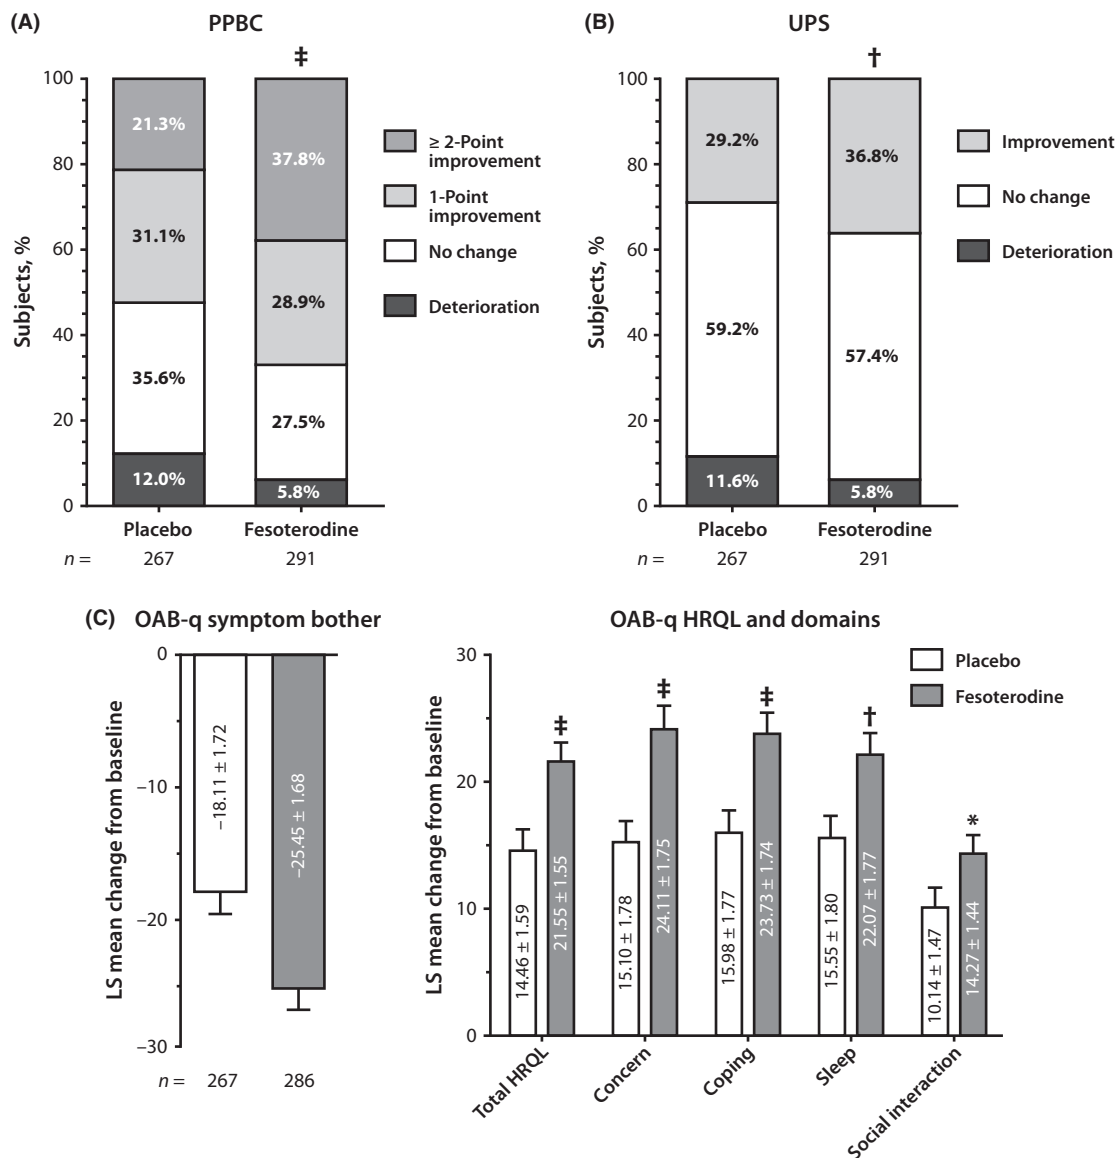 (A) PPBC
‡
Subjects, %
100
80
60
40
20
0
21.3%
31.1%
35.6%
12.0%
37.8%
28.9%
27.5%
5.8%
Placebo Fesoterodine
n = 267 291
≥ 2-Point
improvement
1-Point
improvement
No change
Deterioration
(B) UPS
†
Subjects, %
100
80
60
40
20
0
29.2%
59.2%
11.6%
36.8%
57.4%
5.8%
Placebo Fesoterodine
n = 267 291
Improvement
No change
Deterioration
(C) OAB-q symptom bother
LS mean change from baseline
0
−10
−20
−30
−18.11 ± 1.72
−25.45 ± 1.68
n = 267 286
OAB-q HRQL and domains
Placebo
Fesoterodine
LS mean change from baseline
30
20
10
0
‡
‡
‡
†
*
14.46 ± 1.59
21.55 ± 1.55
15.10 ± 1.78
24.11 ± 1.75
15.98 ± 1.77
23.73 ± 1.74
15.55 ± 1.80
22.07 ± 1.77
10.14 ± 1.47
14.27 ± 1.44
Total HRQL
Concern
Coping
Sleep
Social interaction